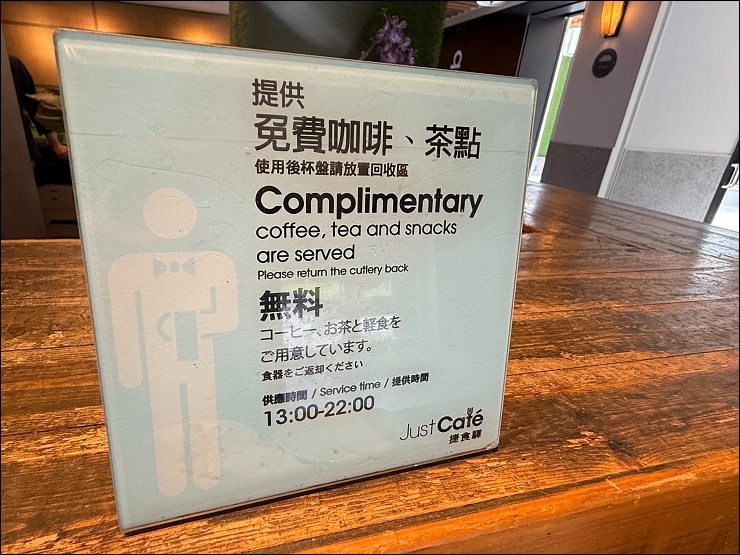 提供
免費咖啡、茶點
使用後杯盤請放置回收區
Complimentary
coffee, tea and snacks
are served
Please return the cutlery back
無料
コーヒー、お茶と軽食を
ご用意しています。
食器をご返却ください
供應時間 / Service time / 提供時間
13:00-22:00
Just Café
捷食驛